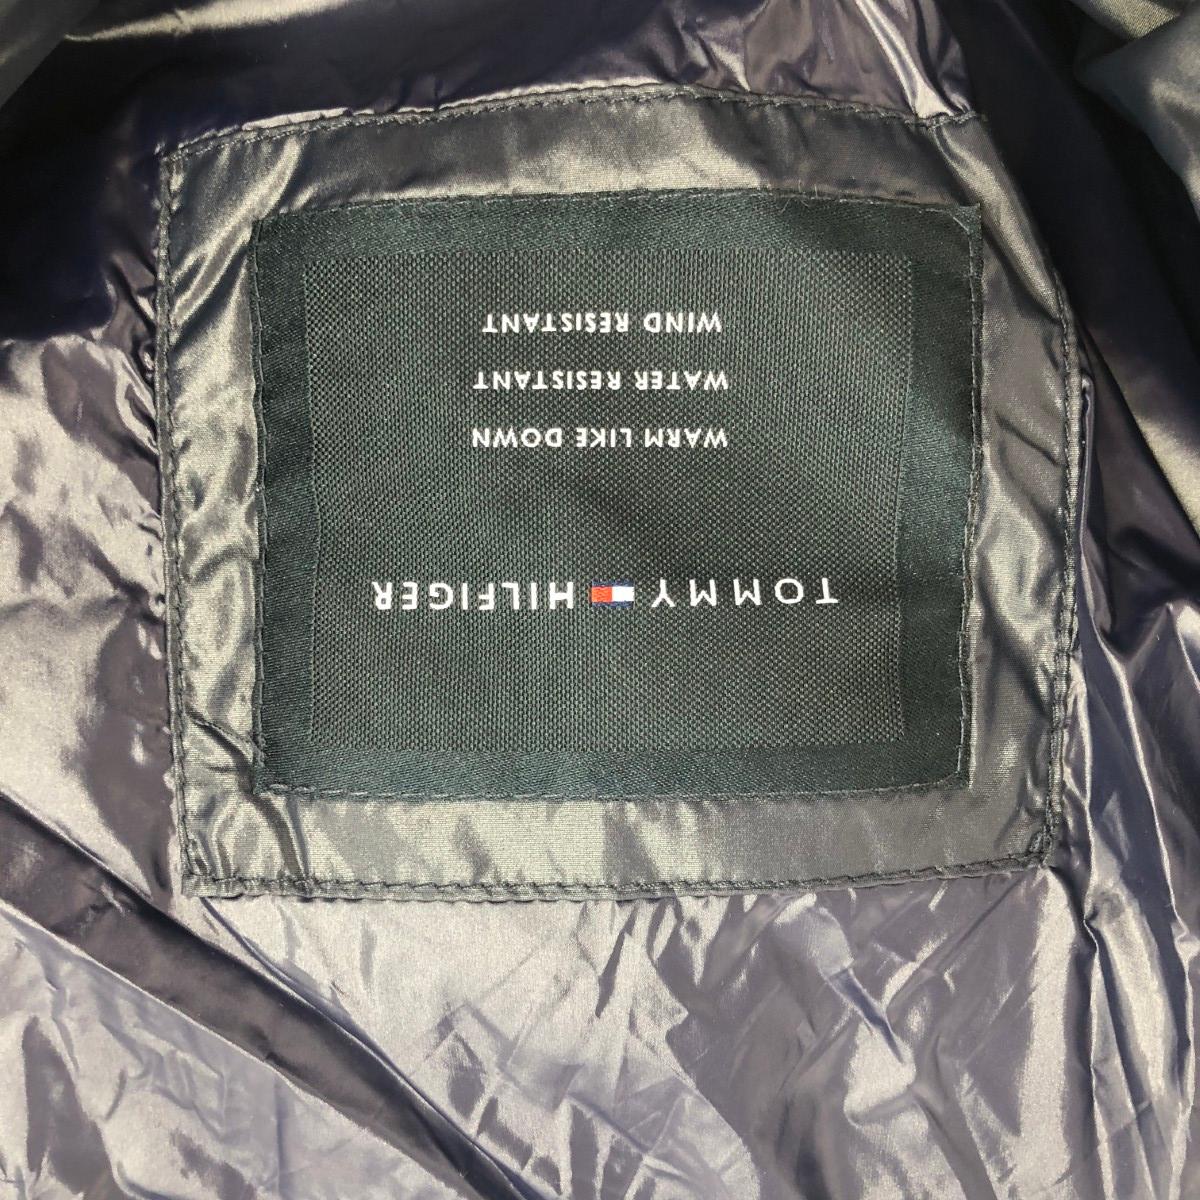 TOMMY HILFIGER
WARM LIKE DOWN
WATER RESISTANT
WIND RESISTANT